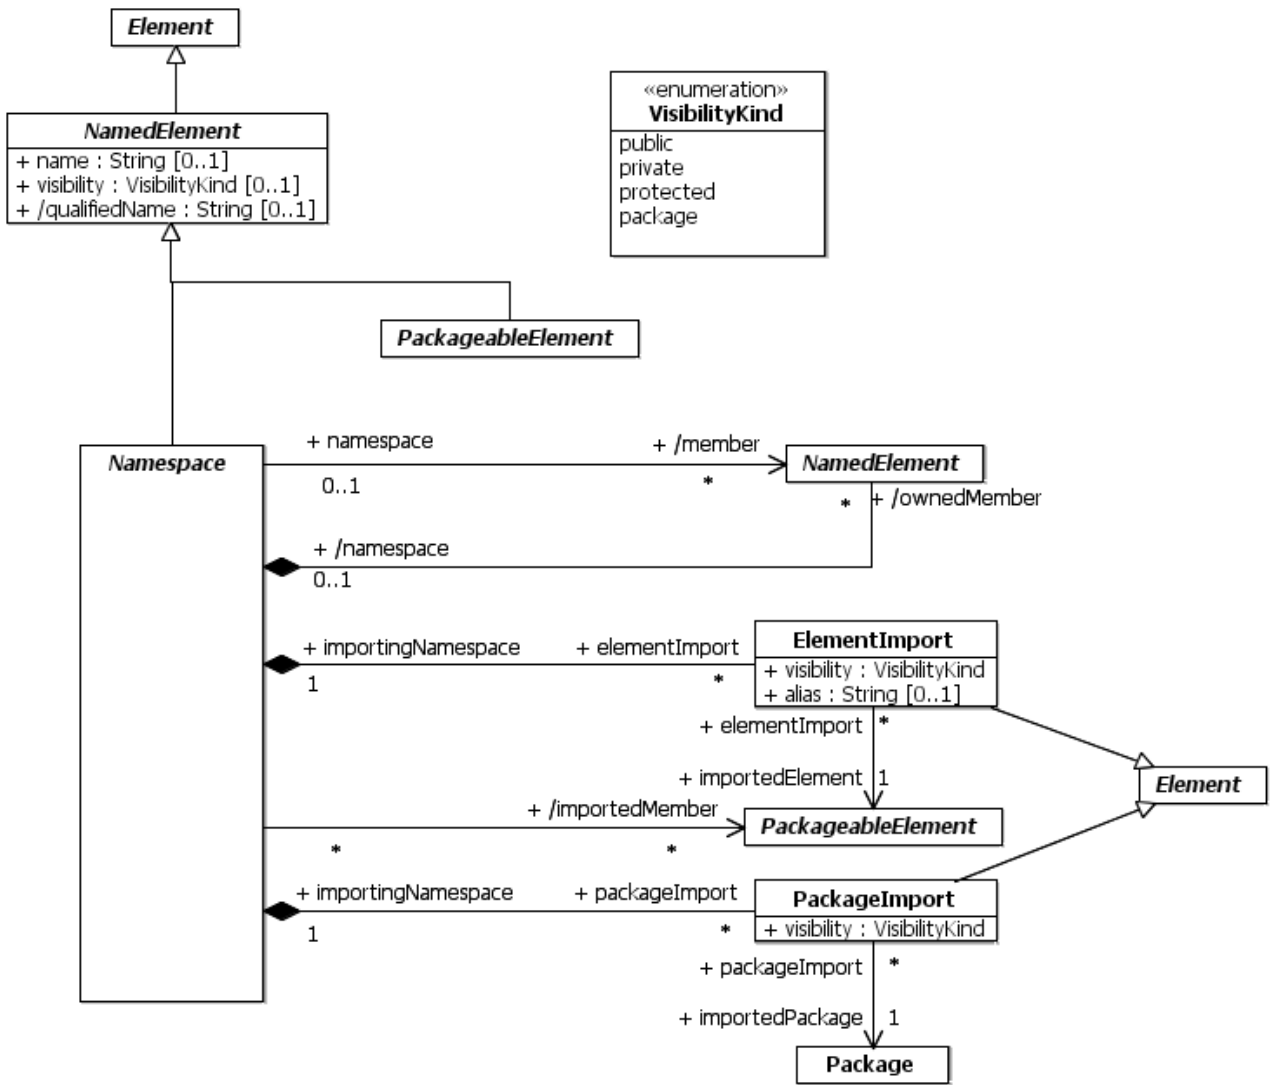 Element
NamedElement
+ name : String [0..1]
+ visibility : VisibilityKind [0..1]
+ /qualifiedName : String [0..1]
«enumeration»
VisibilityKind
public
private
protected
package
PackageableElement
Namespace
+ namespace
+ /member
0..1
*
NamedElement
* + /ownedMember
+ /namespace
0..1
+ importingNamespace
+ elementImport
1
*
ElementImport
+ visibility : VisibilityKind
+ alias : String [0..1]
+ elementImport *
+ importedElement 1
Element
+ /importedMember
*
*
PackageableElement
+ importingNamespace
+ packageImport
1
*
PackageImport
+ visibility : VisibilityKind
+ packageImport *
+ importedPackage 1
Package